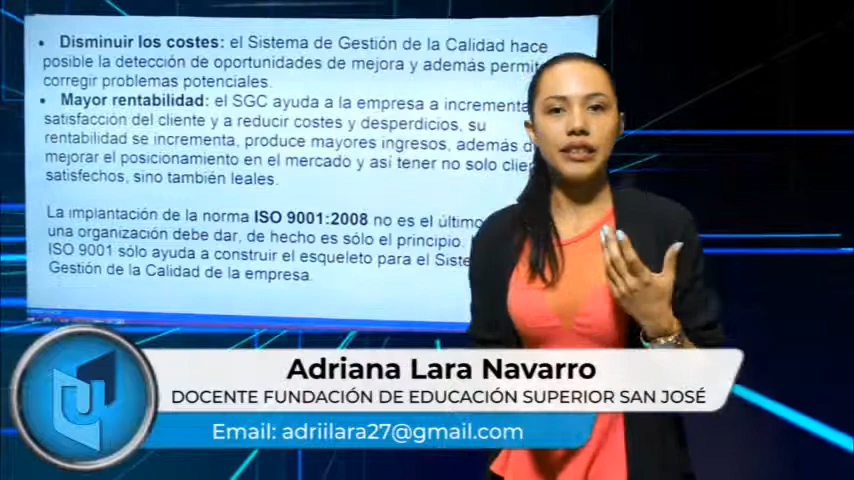 • Disminuir los costes: el Sistema de Gestión de la Calidad hace
posible la detección de oportunidades de mejora y además permite
corregir problemas potenciales.
• Mayor rentabilidad: el SGC ayuda a la empresa a incrementa
satisfacción del cliente y a reducir costes y desperdicios, su
rentabilidad se incrementa, produce mayores ingresos, además d
mejorar el posicionamiento en el mercado y así tener no solo clien
satisfechos, sino también leales.
La implantación de la norma ISO 9001:2008 no es el último
una organización debe dar, de hecho es sólo el principio.
ISO 9001 sólo ayuda a construir el esqueleto para el Siste
Gestión de la Calidad de la empresa.
Adriana Lara Navarro
DOCENTE FUNDACIÓN DE EDUCACIÓN SUPERIOR SAN JOSÉ
Email: adriilara27@gmail.com